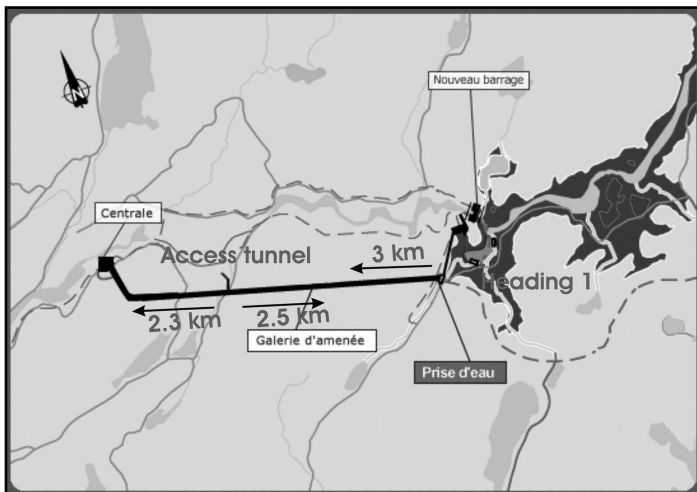 Nouveau barrage
N
Centrale
Access tunnel
3 km
Heading 1
2.3 km
2.5 km
Galerie d'amenée
Prise d'eau